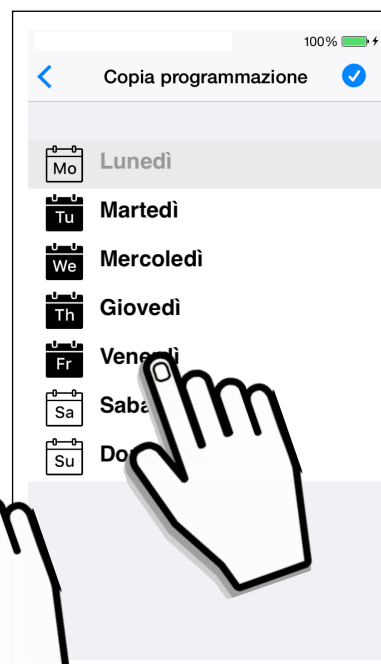 100%
Copia programmazione
Mo Lunedì
Tu Martedì
We Mercoledì
Th Giovedì
Fr
Sa
Su